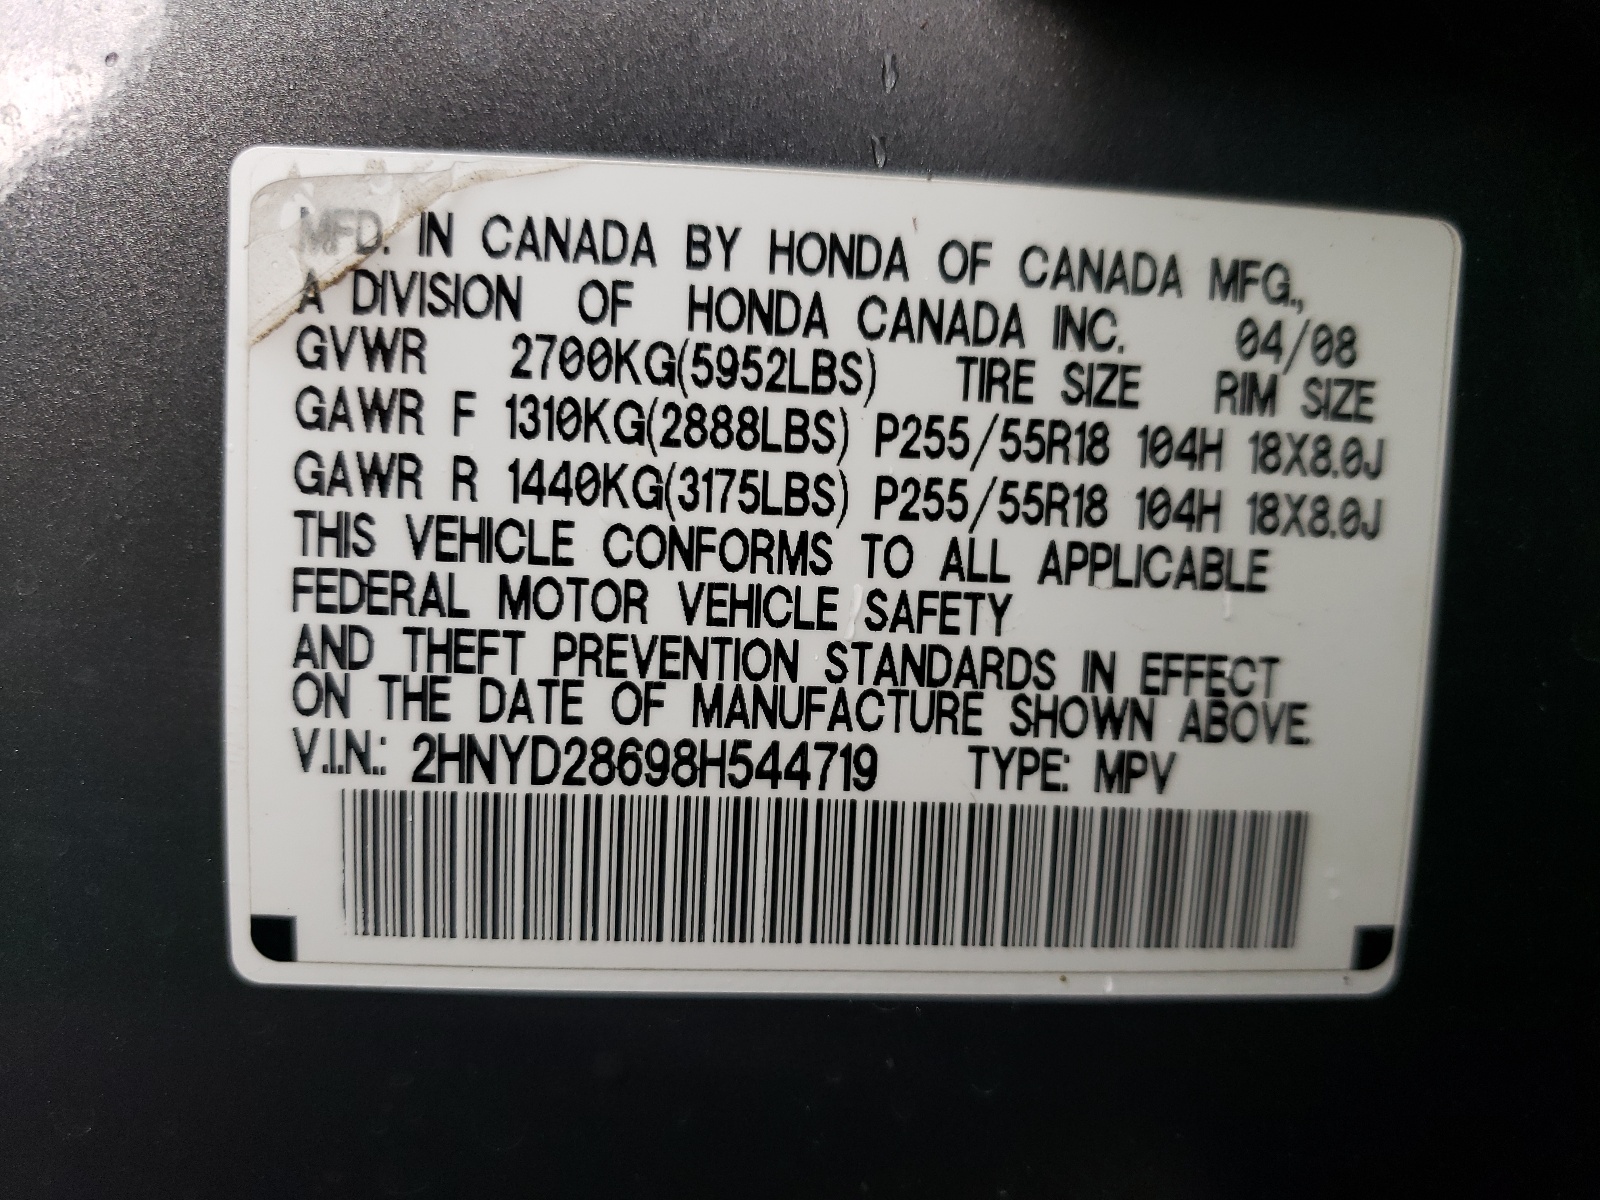 MFD. IN CANADA BY HONDA OF CANADA MFG.,
A DIVISION OF HONDA CANADA INC. 04/08
GVWR 2700KG(5952LBS) TIRE SIZE RIM SIZE
GAWR F 1310KG(2888LBS) P255/55R18 104H 18X8.0J
GAWR R 1440KG(3175LBS) P255/55R18 104H 18X8.0J
THIS VEHICLE CONFORMS TO ALL APPLICABLE
FEDERAL MOTOR VEHICLE SAFETY
AND THEFT PREVENTION STANDARDS IN EFFECT
ON THE DATE OF MANUFACTURE SHOWN ABOVE.
V.I.N.: 2HNYD28698H544719 TYPE: MPV